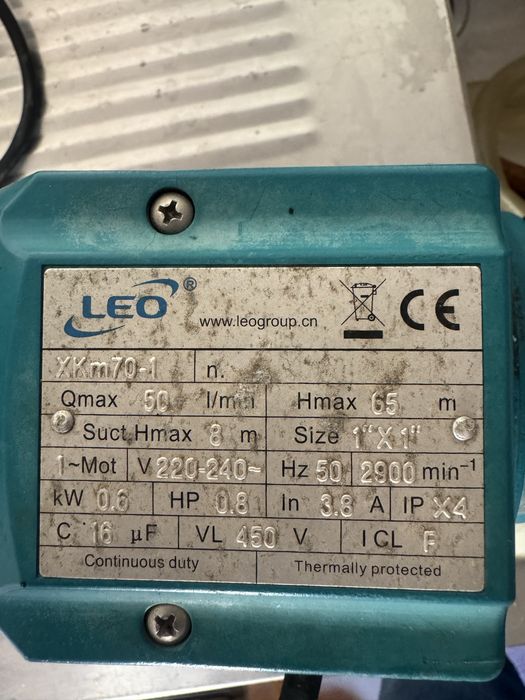 LEO®
www.leogroup.cn
CE
XKm70-1 n.
Qmax 50 l/min Hmax 65 m
Suct.Hmax 8 m Size 1"X1"
1~Mot V 220-240~ Hz 50 2900 min⁻¹
kW 0.6 HP 0.8 In 3.8 A IP X4
C 16 µF VL 450 V I CL F
Continuous duty Thermally protected